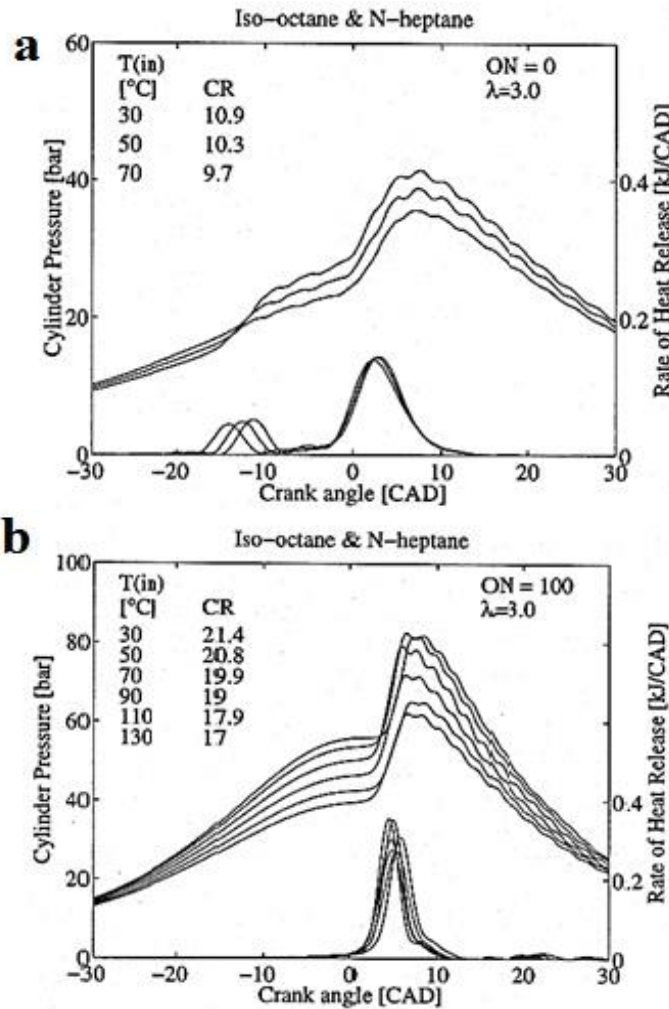 a
Iso-octane & N-heptane
T(in)
[°C] CR
30 10.9
50 10.3
70 9.7
ON = 0
λ=3.0
Cylinder Pressure [bar]
60
40
20
0
Rate of Heat Release [kJ/CAD]
0.4
0.2
0
-30 -20 -10 0 10 20 30
Crank angle [CAD]
b
Iso-octane & N-heptane
T(in)
[°C] CR
30 21.4
50 20.8
70 19.9
90 19
110 17.9
130 17
ON = 100
λ=3.0
Cylinder Pressure [bar]
100
80
60
40
20
0
Rate of Heat Release [kJ/CAD]
0.4
0.2
0
-30 -20 -10 0 10 20 30
Crank angle [CAD]